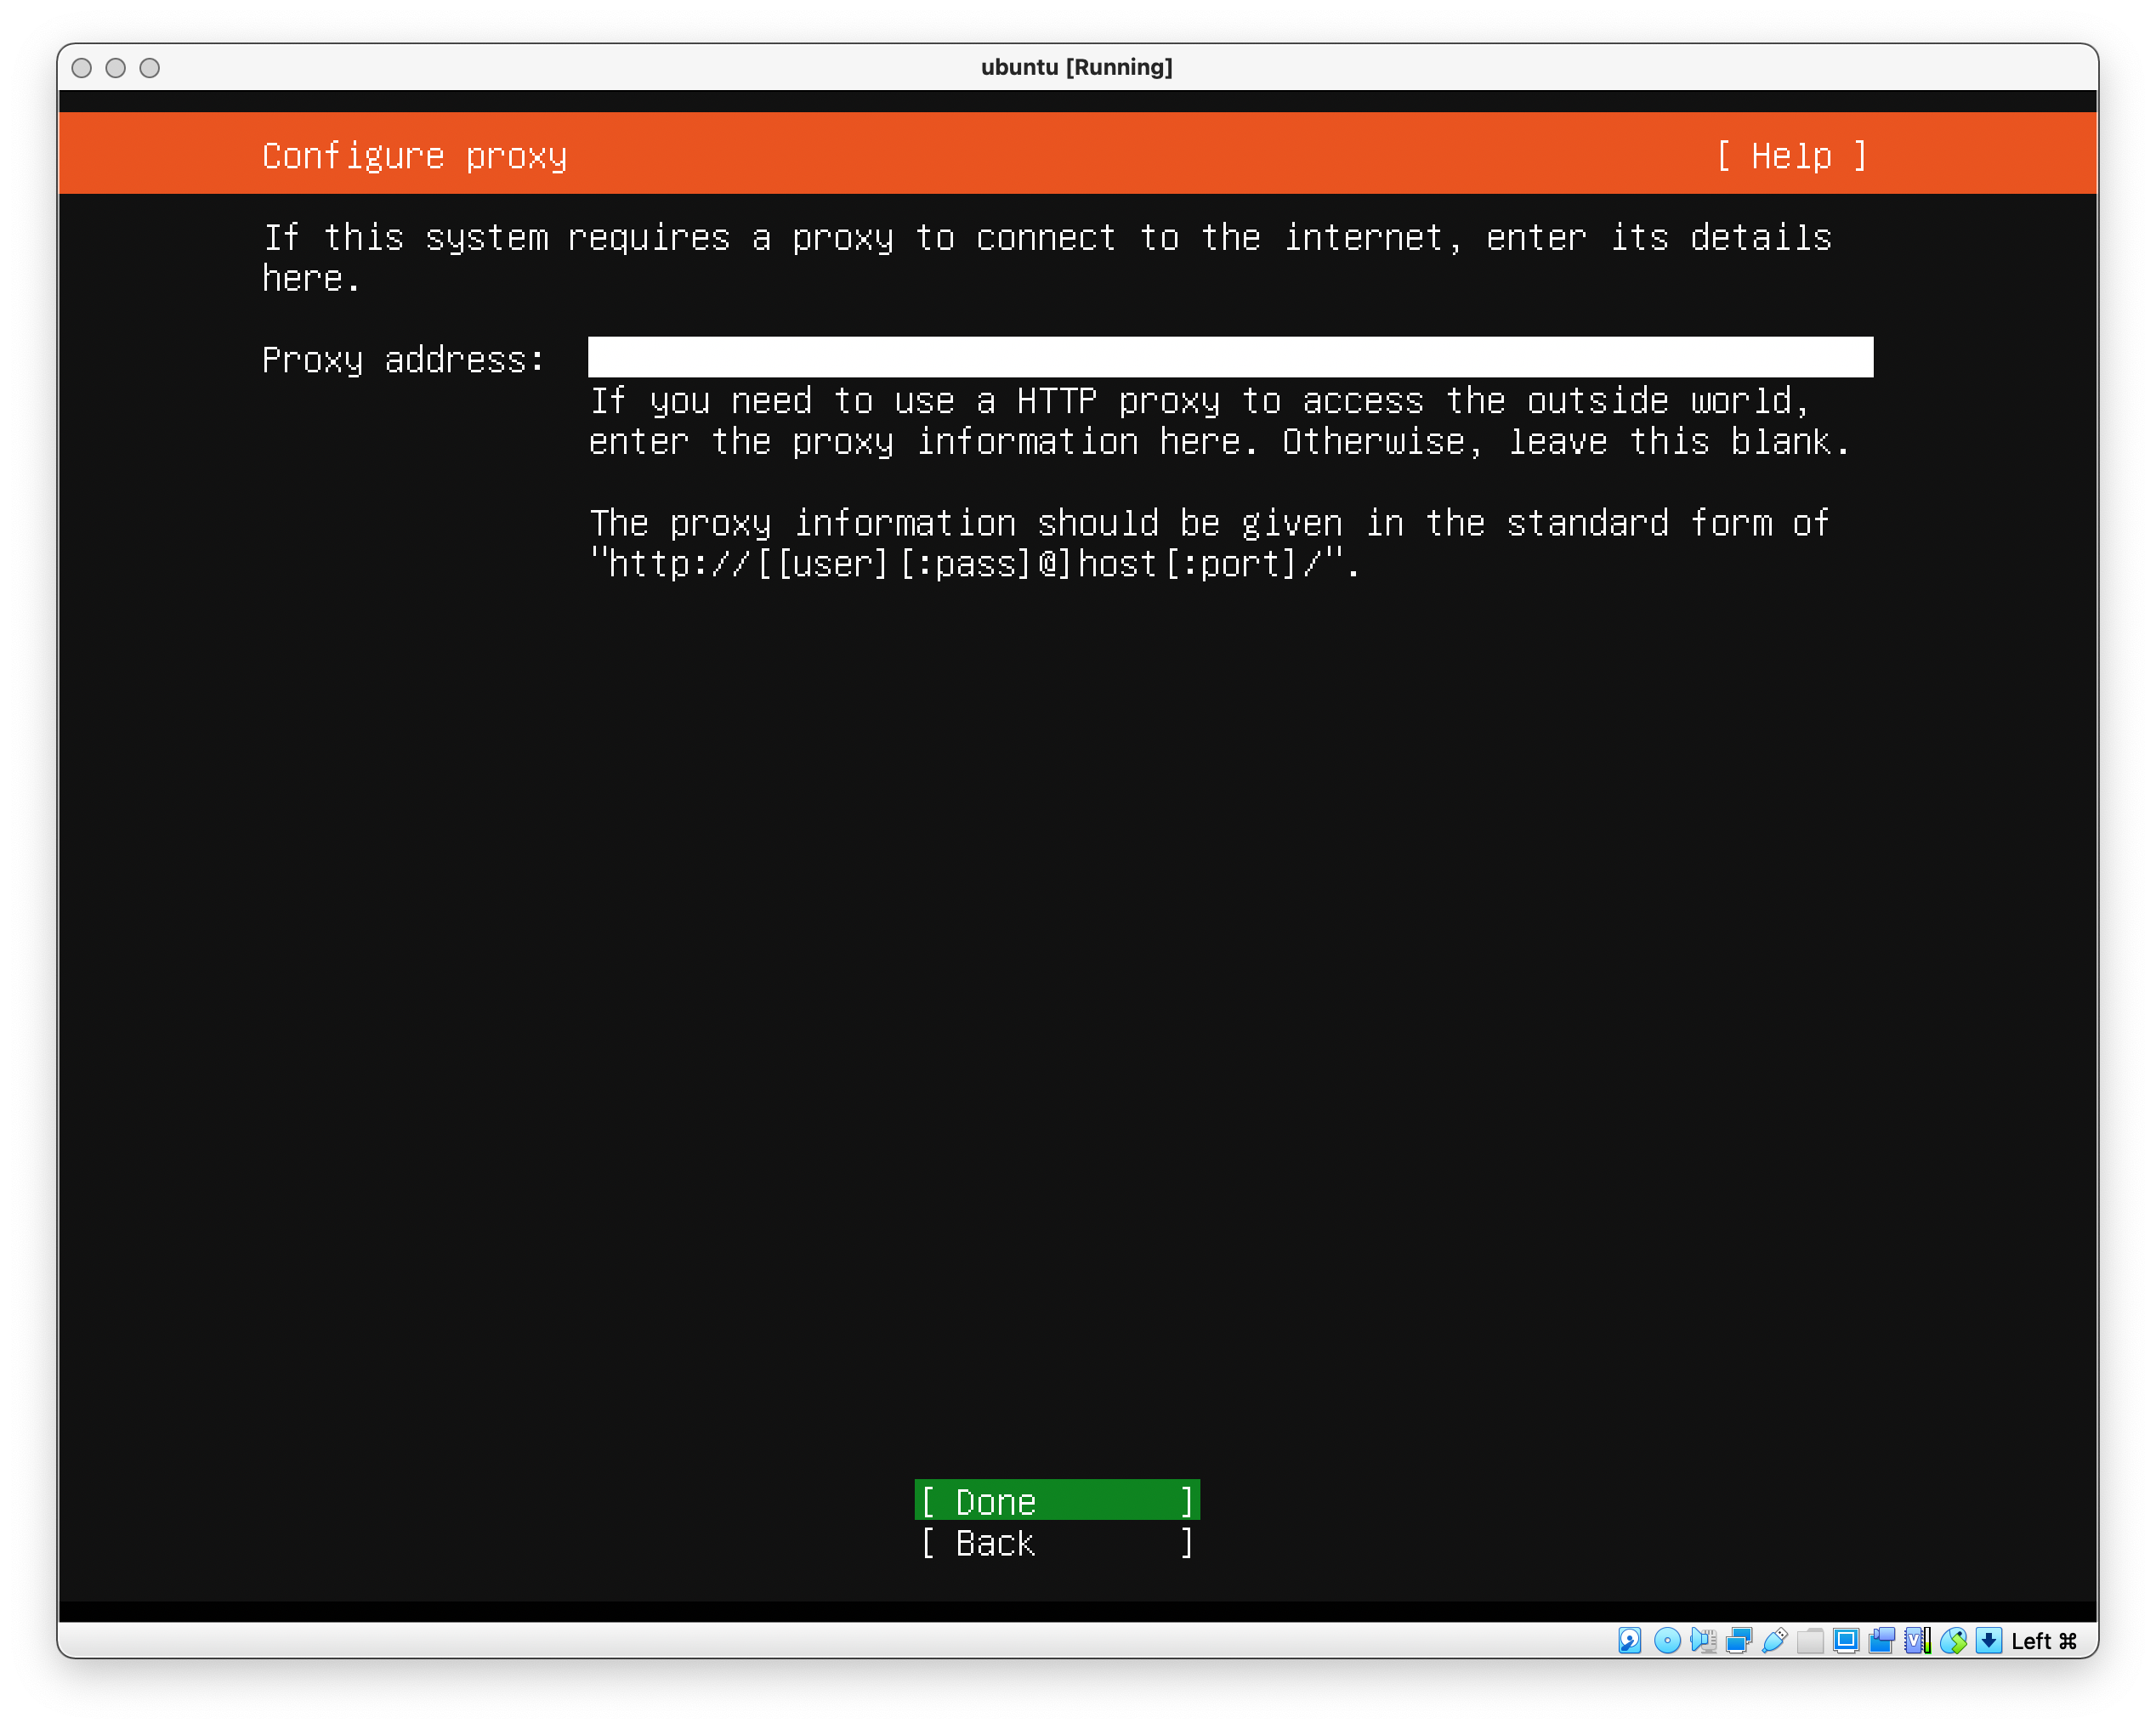 ubuntu [Running]
Configure proxy [ Help ]
If this system requires a proxy to connect to the internet, enter its details
here.
Proxy address:
If you need to use a HTTP proxy to access the outside world,
enter the proxy information here. Otherwise, leave this blank.
The proxy information should be given in the standard form of
"http://[[user][:pass]@]host[:port]/".
[ Done ]
[ Back ]
Left ⌘